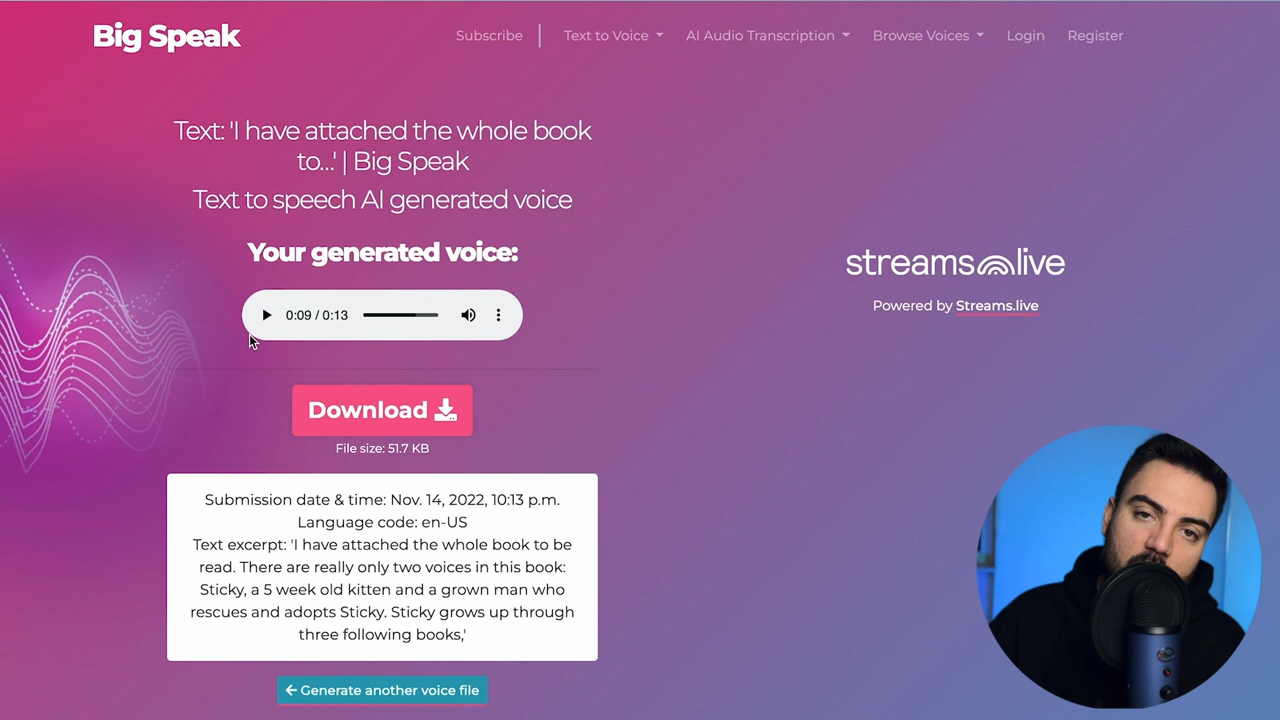 Big Speak
Subscribe
Text to Voice
AI Audio Transcription
Browse Voices
Login
Register
Text: 'I have attached the whole book
to...' | Big Speak
Text to speech AI generated voice
Your generated voice:
0:09 / 0:13
Download
File size: 51.7 KB
Submission date & time: Nov. 14, 2022, 10:13 p.m.
Language code: en-US
Text excerpt: 'I have attached the whole book to be
read. There are really only two voices in this book:
Sticky, a 5 week old kitten and a grown man who
rescues and adopts Sticky. Sticky grows up through
three following books,'
Generate another voice file
streams live
Powered by Streams.live